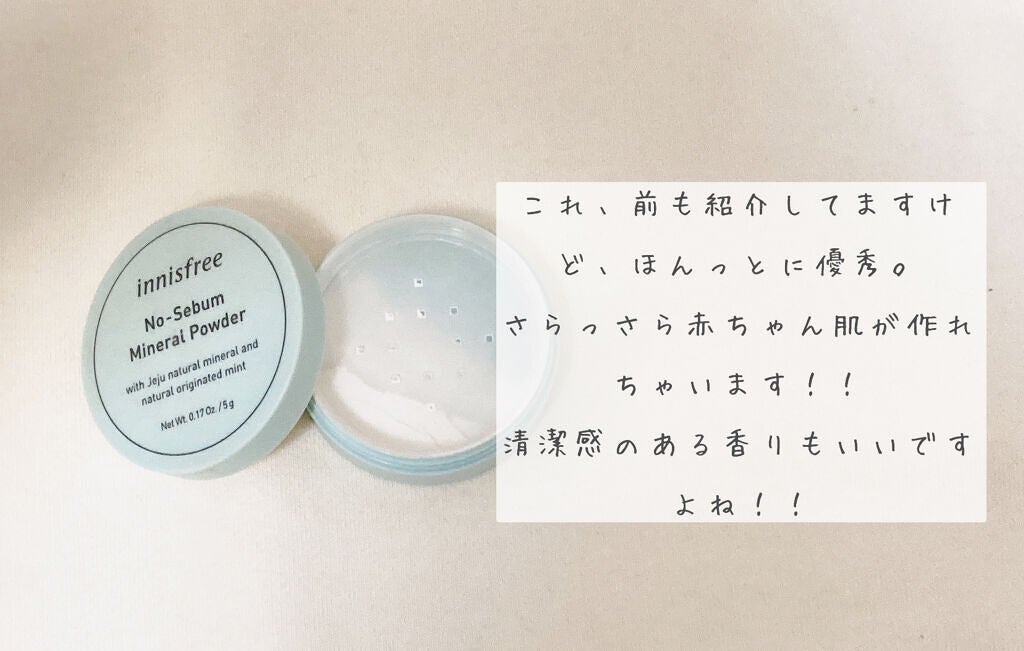 innisfree
No-Sebum
Mineral Powder
with Jeju natural mineral and
natural originated mint
Net Wt. 0.17 Oz. / 5 g
これ、前も紹介してますけ
ど、ほんっとに優秀。
さらっさら赤ちゃん肌が作れ
ちゃいます！！
清潔感のある香りもいいです
よね！！